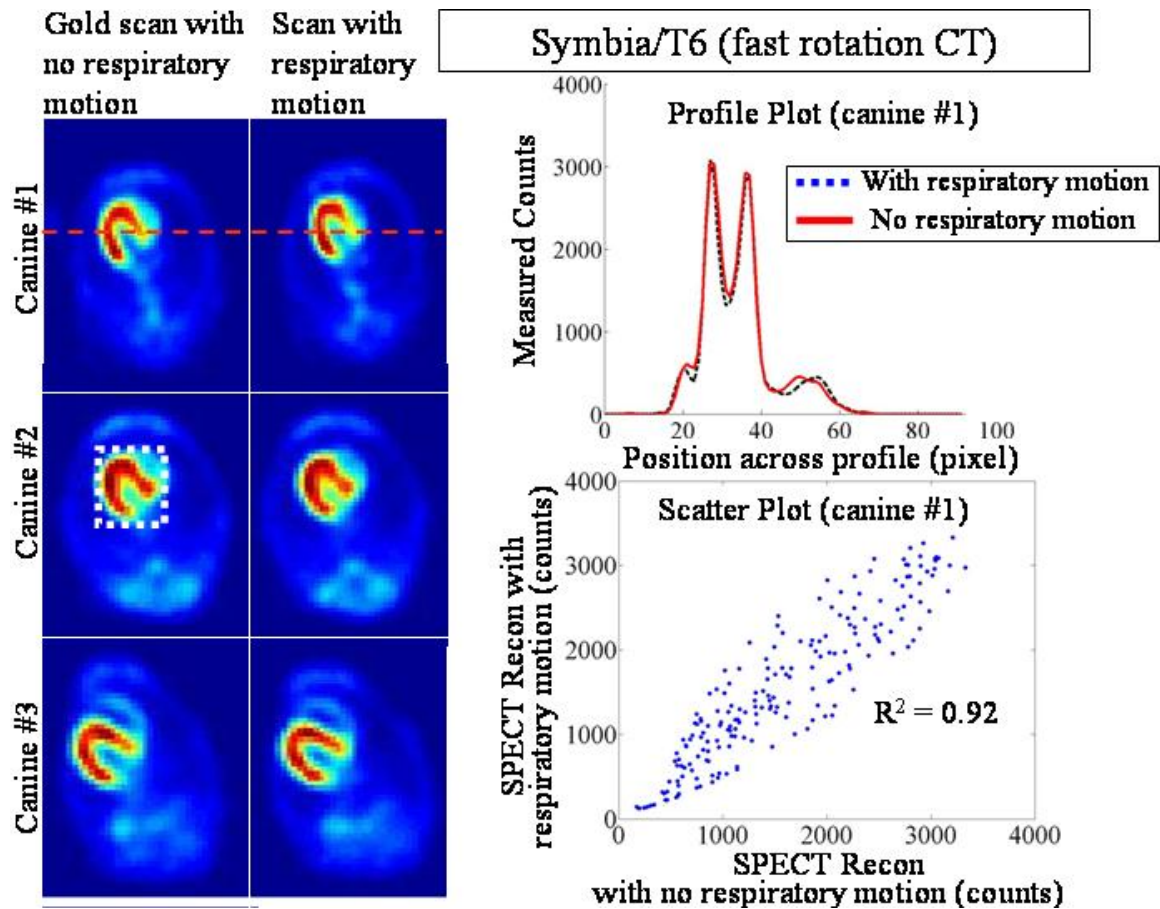 Gold scan with
no respiratory
motion
Scan with
respiratory
motion
Symbia/T6 (fast rotation CT)
Canine #1
Canine #2
Canine #3
Profile Plot (canine #1)
4000
3000
2000
1000
0
Measured Counts
With respiratory motion
No respiratory motion
0 20 40 60 80 100
Position across profile (pixel)
Scatter Plot (canine #1)
4000
3000
2000
1000
0
SPECT Recon with
respiratory motion (counts)
R² = 0.92
0 1000 2000 3000 4000
SPECT Recon
with no respiratory motion (counts)